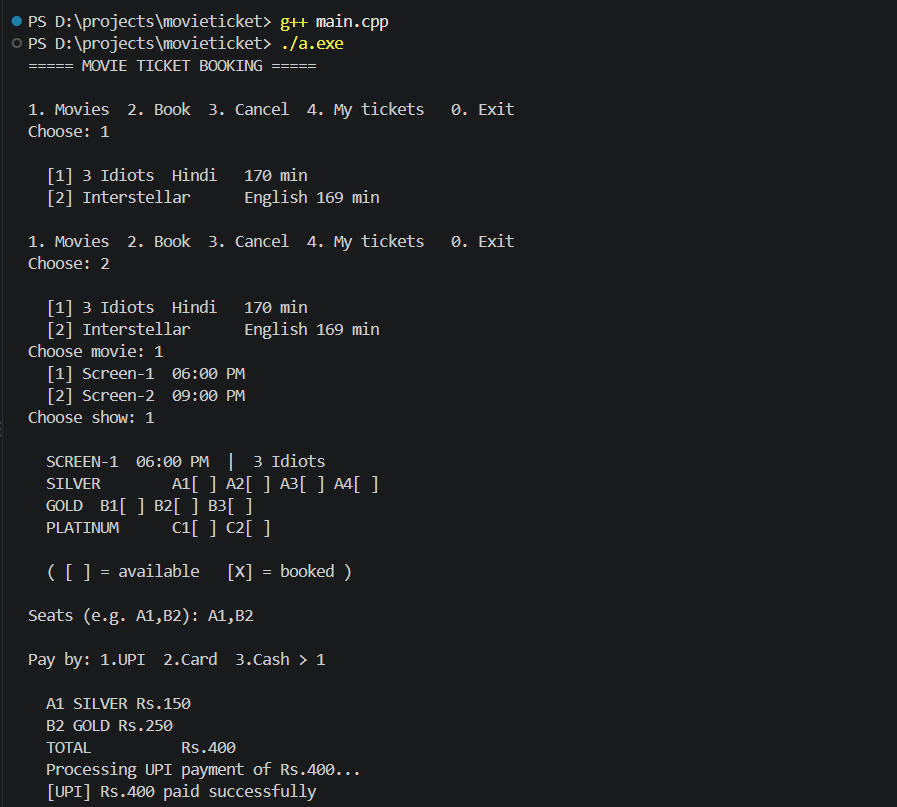 PS D:\projects\movieticket> g++ main.cpp
PS D:\projects\movieticket> ./a.exe
===== MOVIE TICKET BOOKING =====
1. Movies  2. Book  3. Cancel  4. My tickets   0. Exit
Choose: 1
[1] 3 Idiots  Hindi   170 min
[2] Interstellar      English 169 min
1. Movies  2. Book  3. Cancel  4. My tickets   0. Exit
Choose: 2
[1] 3 Idiots  Hindi   170 min
[2] Interstellar      English 169 min
Choose movie: 1
[1] Screen-1  06:00 PM
[2] Screen-2  09:00 PM
Choose show: 1
SCREEN-1  06:00 PM  |  3 Idiots
SILVER        A1[ ] A2[ ] A3[ ] A4[ ]
GOLD  B1[ ] B2[ ] B3[ ]
PLATINUM      C1[ ] C2[ ]
( [ ] = available   [X] = booked )
Seats (e.g. A1,B2): A1,B2
Pay by: 1.UPI  2.Card  3.Cash > 1
A1 SILVER Rs.150
B2 GOLD Rs.250
TOTAL          Rs.400
Processing UPI payment of Rs.400...
[UPI] Rs.400 paid successfully